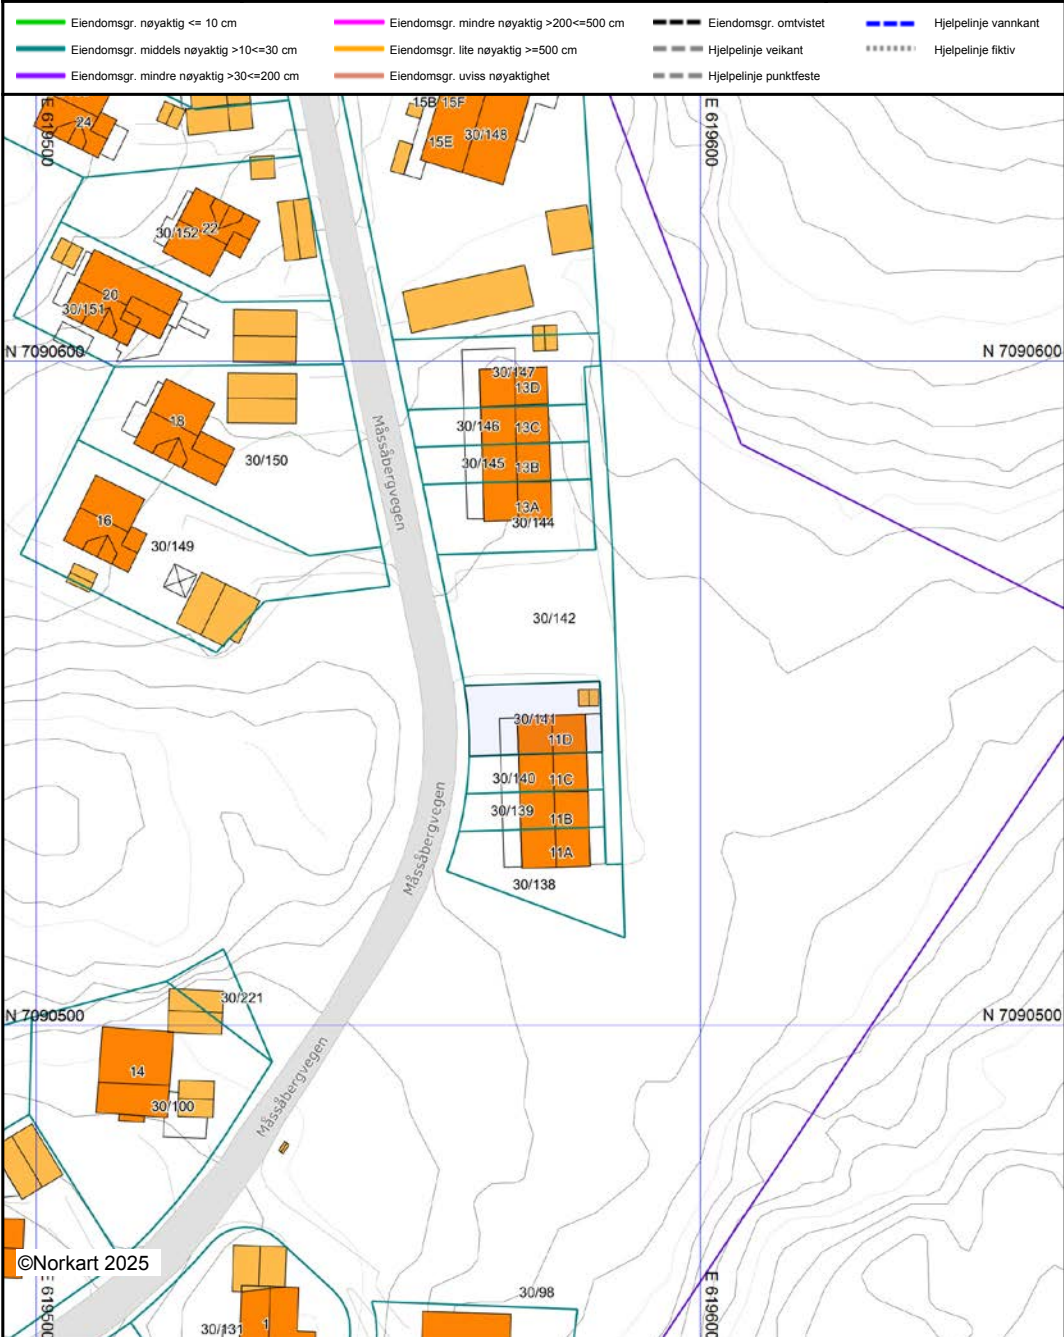 Eiendomsgr. nøyaktig <= 10 cm
Eiendomsgr. middels nøyaktig >10<=30 cm
Eiendomsgr. mindre nøyaktig >30<=200 cm
Eiendomsgr. mindre nøyaktig >200<=500 cm
Eiendomsgr. lite nøyaktig >=500 cm
Eiendomsgr. uviss nøyaktighet
Eiendomsgr. omtvistet
Hjelpelinje veikant
Hjelpelinje punktfeste
Hjelpelinje vannkant
Hjelpelinje fiktiv
E 619500
E 619600
24
15B 15F
15E
30/148
30/152
22
20
30/151
N 7090600
N 7090600
30/147
13D
18
30/146
13C
Måssåbergvegen
30/150
30/145
13B
16
13A
30/144
30/149
30/142
30/141
11D
30/140
11C
30/139
11B
Måssåbergvegen
11A
30/138
30/221
N 7090500
N 7090500
14
30/100
Måssåbergvegen
©Norkart 2025
E 619500
E 619600
30/98
30/131
1